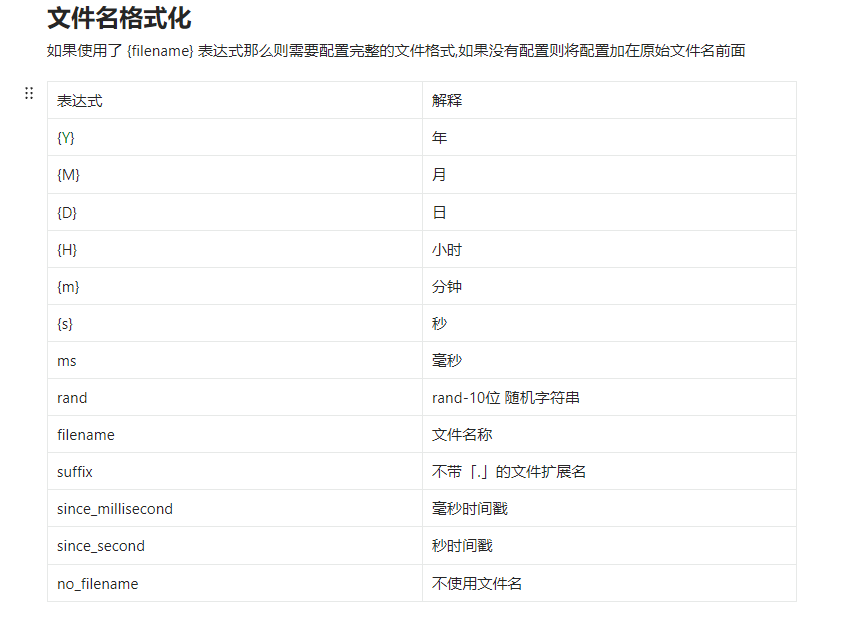 文件名格式化
如果使用了 {filename} 表达式那么则需要配置完整的文件格式,如果没有配置则将配置加在原始文件名前面
表达式 解释
{Y} 年
{M} 月
{D} 日
{H} 小时
{m} 分钟
{s} 秒
ms 毫秒
rand rand-10位 随机字符串
filename 文件名称
suffix 不带「.」的文件扩展名
since_millisecond 毫秒时间戳
since_second 秒时间戳
no_filename 不使用文件名